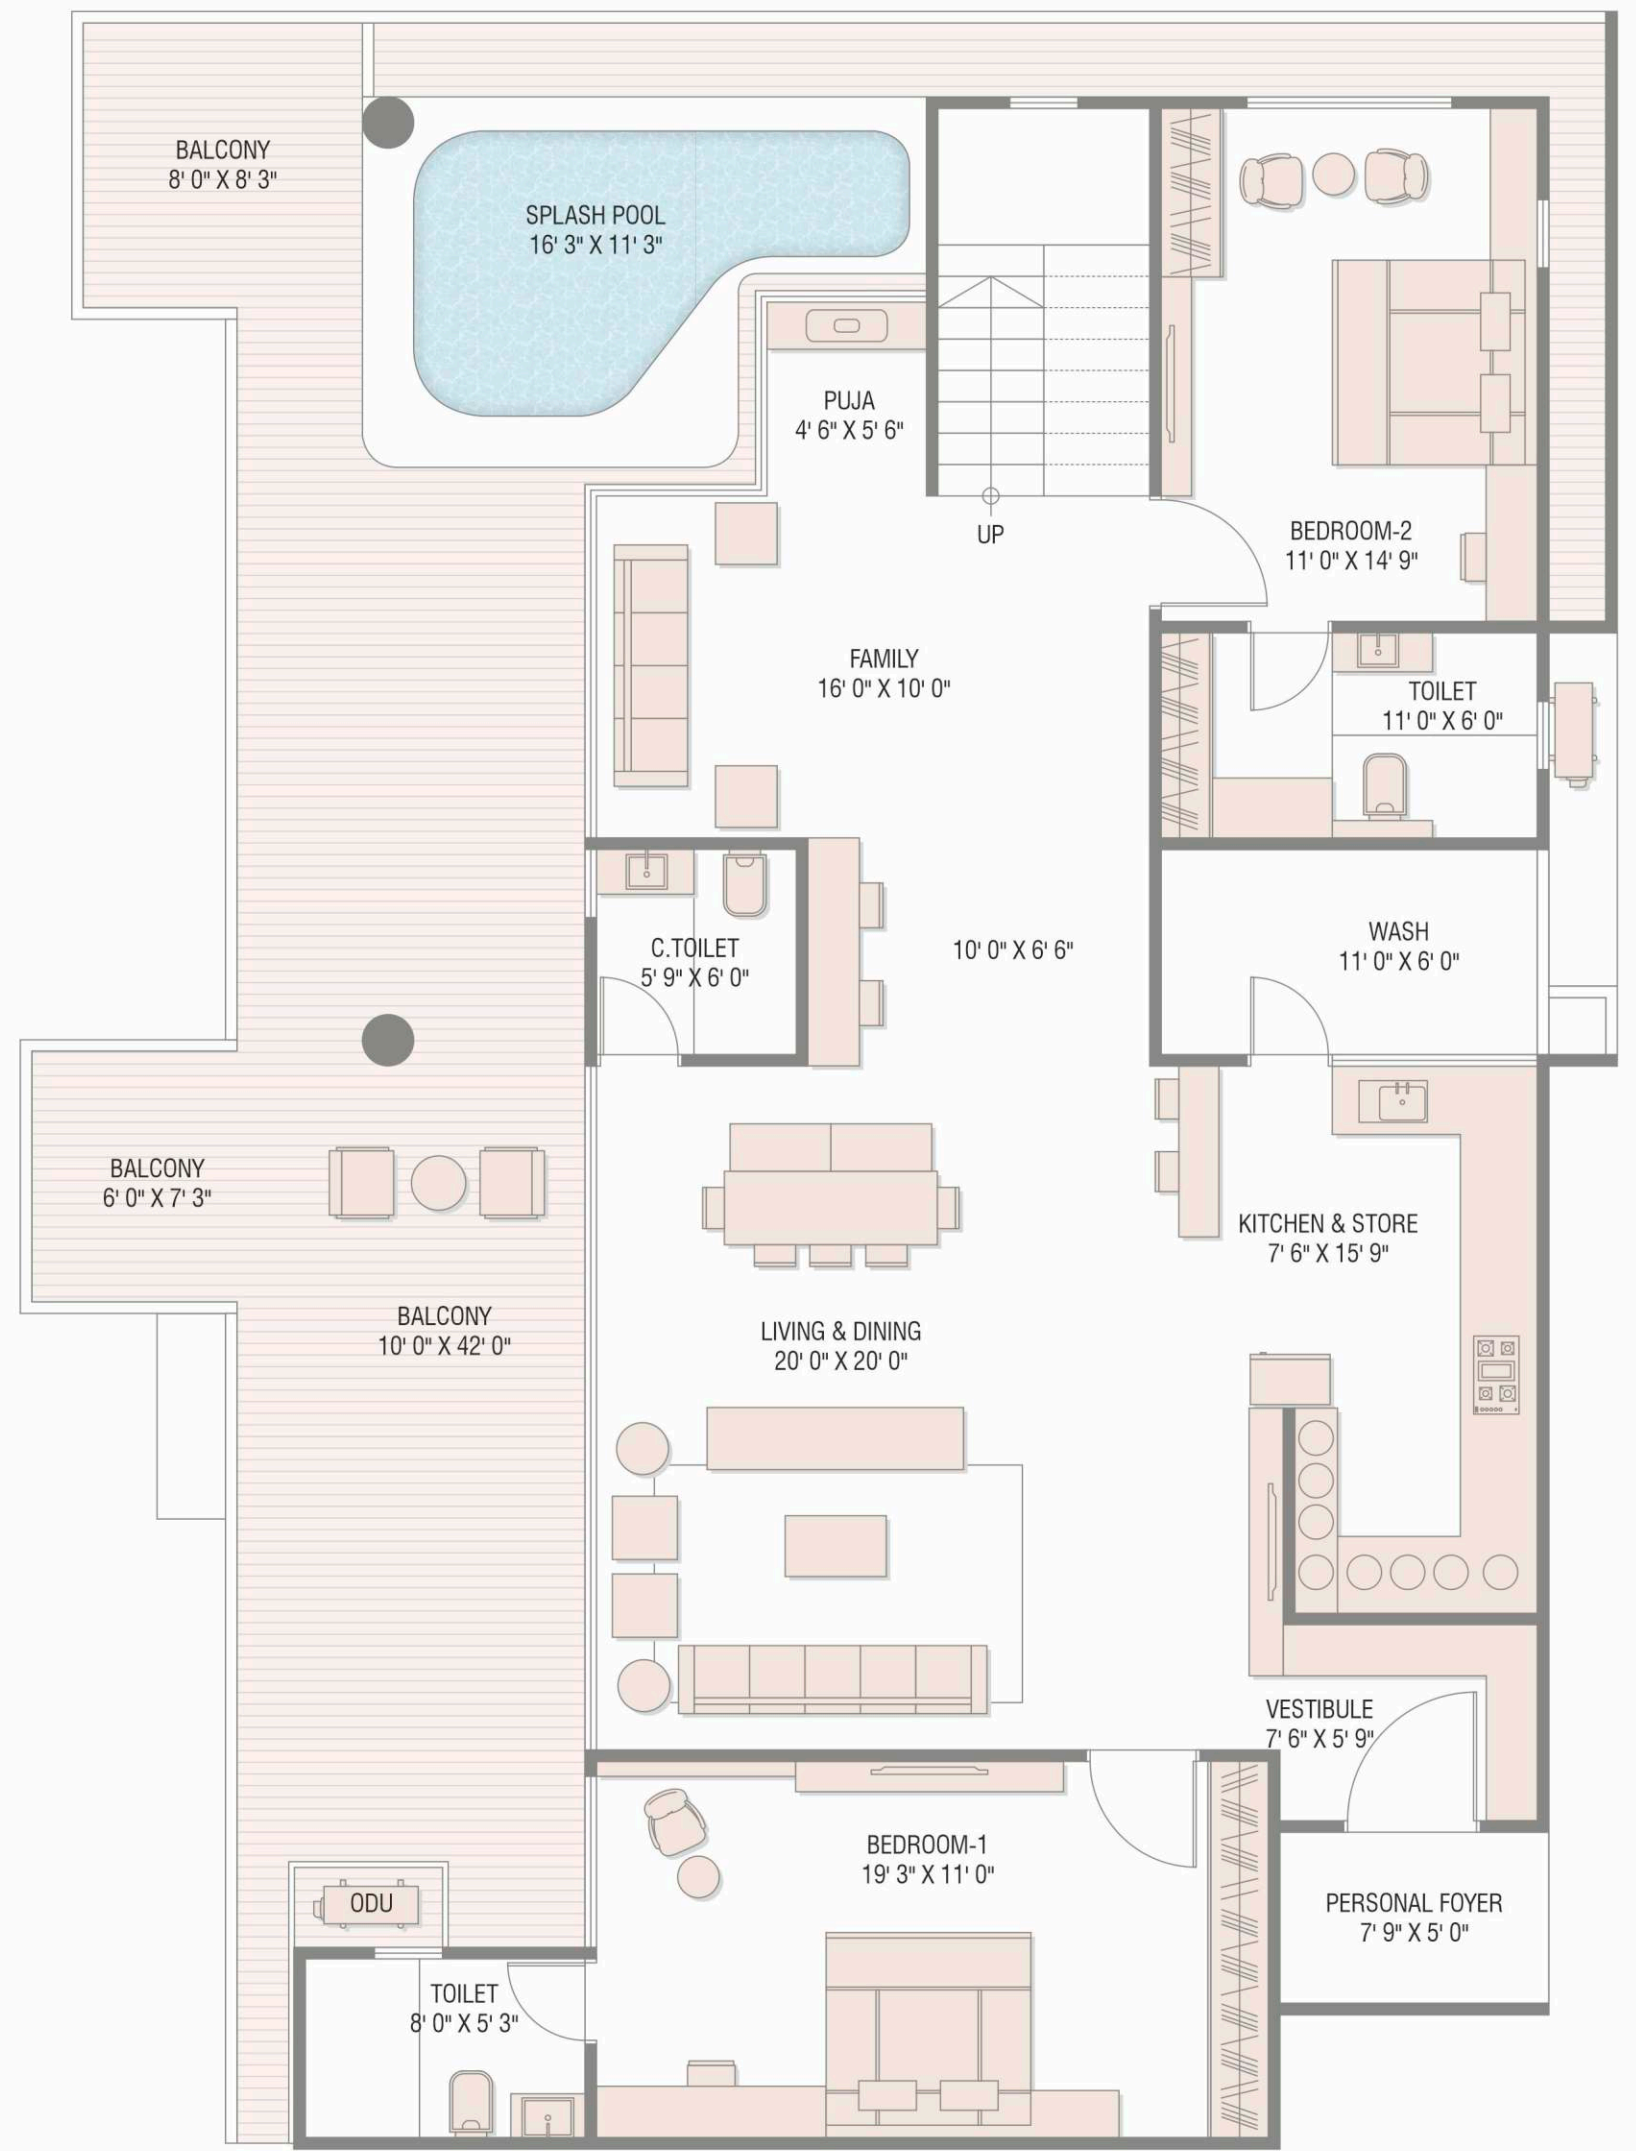 BALCONY
8' 0" X 8' 3"
SPLASH POOL
16' 3" X 11' 3"
PUJA
4' 6" X 5' 6"
UP
BEDROOM-2
11' 0" X 14' 9"
FAMILY
16' 0" X 10' 0"
TOILET
11' 0" X 6' 0"
C.TOILET
5' 9" X 6' 0"
10' 0" X 6' 6"
WASH
11' 0" X 6' 0"
BALCONY
6' 0" X 7' 3"
KITCHEN & STORE
7' 6" X 15' 9"
BALCONY
10' 0" X 42' 0"
LIVING & DINING
20' 0" X 20' 0"
VESTIBULE
7' 6" X 5' 9"
BEDROOM-1
19' 3" X 11' 0"
ODU
PERSONAL FOYER
7' 9" X 5' 0"
TOILET
8' 0" X 5' 3"